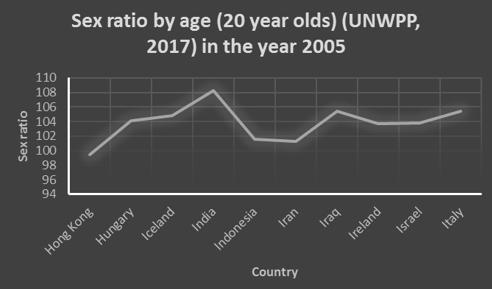 Sex ratio by age (20 year olds) (UNWPP,
2017) in the year 2005
110
108
106
104
102
100
98
96
94
Sex ratio
Hong Kong
Hungary
Iceland
India
Indonesia
Iran
Iraq
Ireland
Israel
Italy
Country